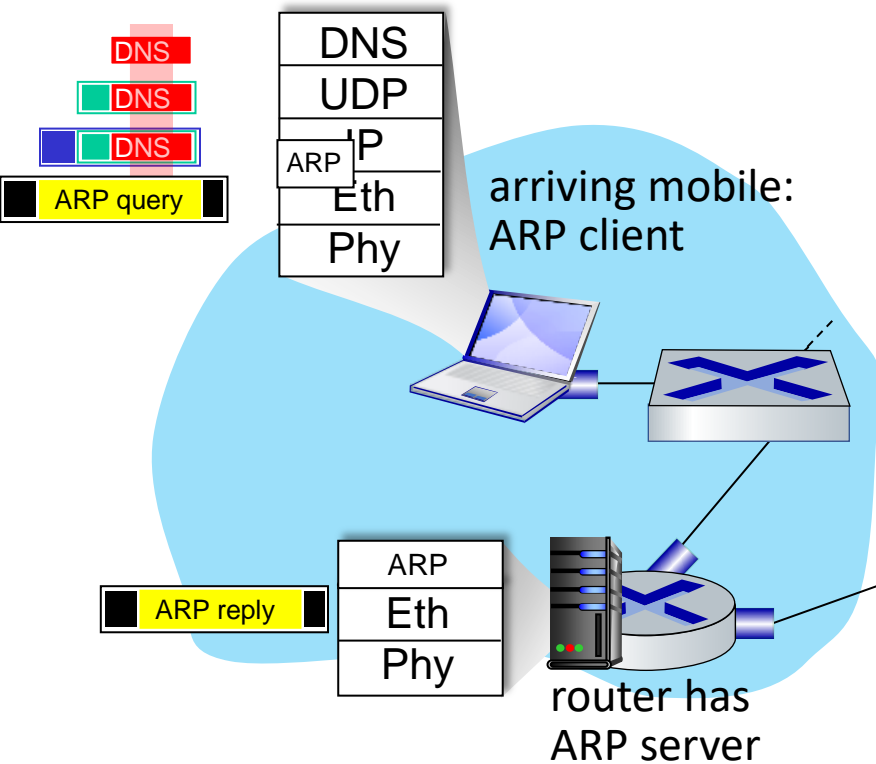 DNS
DNS
DNS
ARP query
DNS
UDP
IP
ARP
Eth
Phy
arriving mobile:
ARP client
ARP reply
ARP
Eth
Phy
router has
ARP server